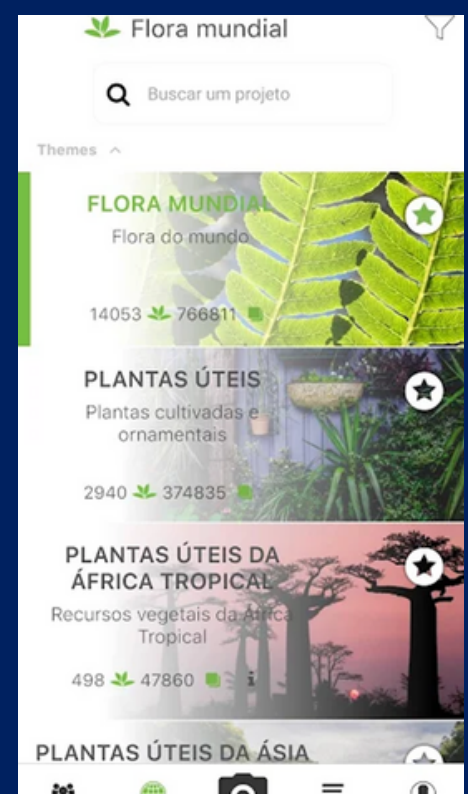 Flora mundial
Buscar um projeto
Themes
FLORA MUNDIAL
Flora do mundo
14053 766811
PLANTAS ÚTEIS
Plantas cultivadas e
ornamentais
2940 374835
PLANTAS ÚTEIS DA
ÁFRICA TROPICAL
Recursos vegetais da África
Tropical
498 47860
PLANTAS ÚTEIS DA ÁSIA